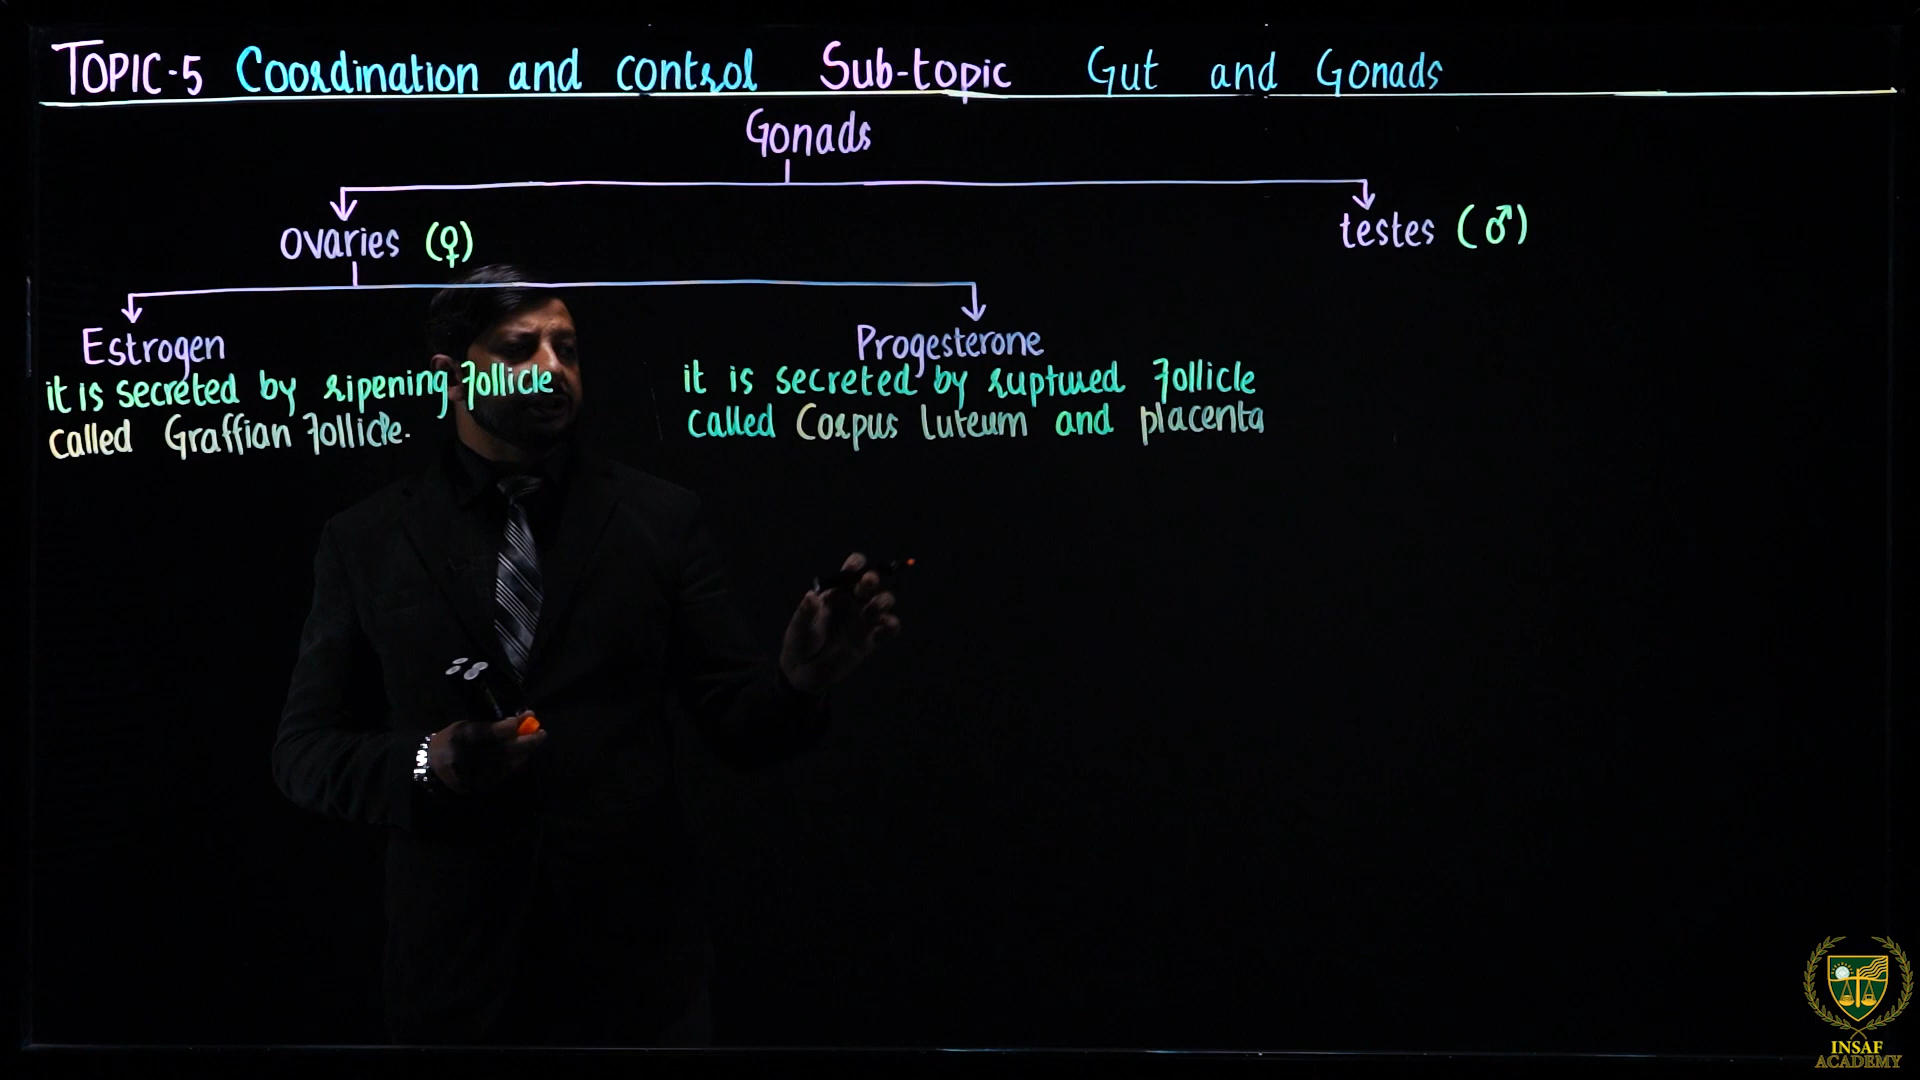 TOPIC-5 Coordination and control Sub-topic Gut and Gonads
Gonads
ovaries (♀)
testes (♂)
Estrogen
it is secreted by ripening follicle
called Graffian follicle.
Progesterone
it is secreted by ruptured follicle
called Corpus luteum and placenta
INSAF
ACADEMY